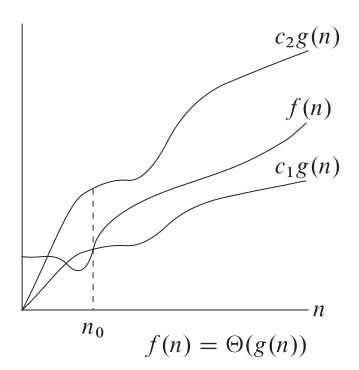 c₂g(n)
f(n)
c₁g(n)
n
n₀
f(n) = Θ(g(n))